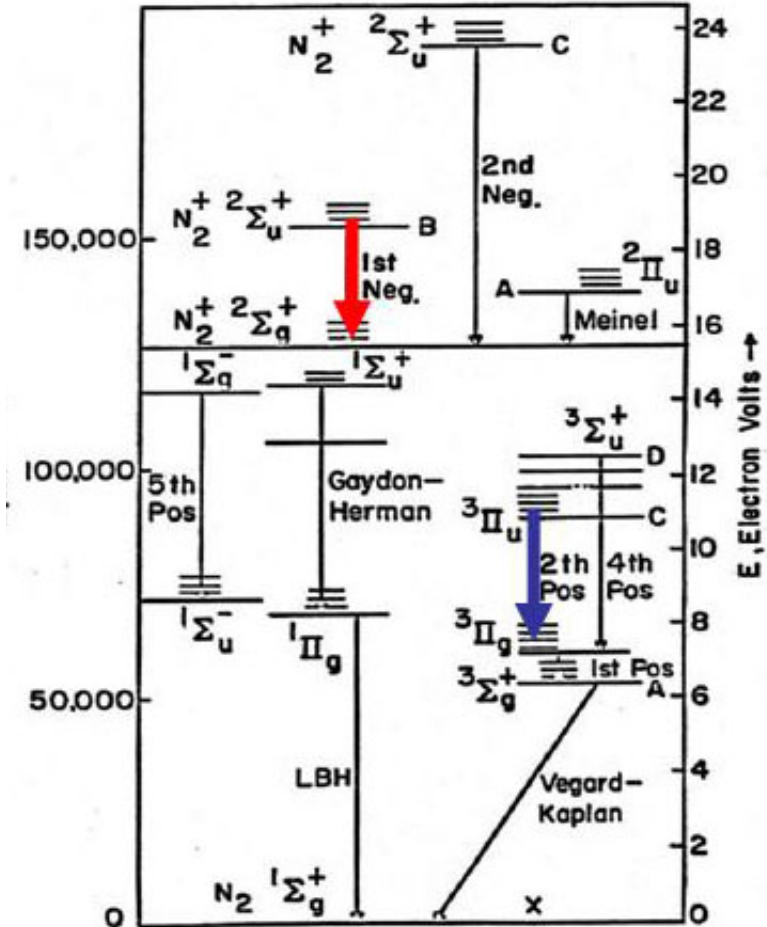 N₂⁺ ²Σᵤ⁺ C
24
22
2nd Neg.
20
N₂⁺ ²Σᵤ⁺ B
150,000
18
1st Neg.
A ²Πᵤ
Meinel
16
N₂⁺ ²Σg⁺
¹Σg⁻ ¹Σᵤ⁺
14
E, Electron Volts →
³Σᵤ⁺ D
100,000
12
5th Pos
Gaydon–Herman
³Πᵤ C
10
2th Pos
4th Pos
8
¹Σᵤ⁻ ¹Πg ³Πg
1st Pos
³Σg⁺ A
50,000
6
LBH
Vegard–Kaplan
4
2
N₂ ¹Σg⁺ X
0
0